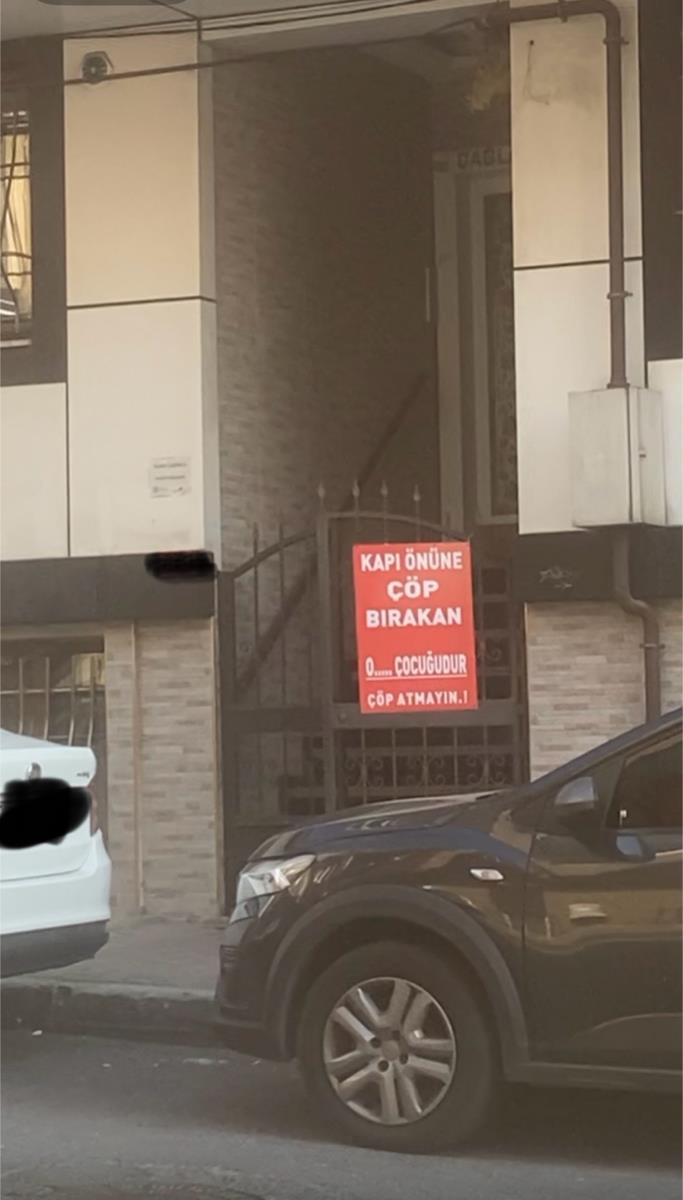 KAPI ÖNÜNE
ÇÖP
BIRAKAN
O..... ÇOCUĞUDUR
ÇÖP ATMAYIN.!